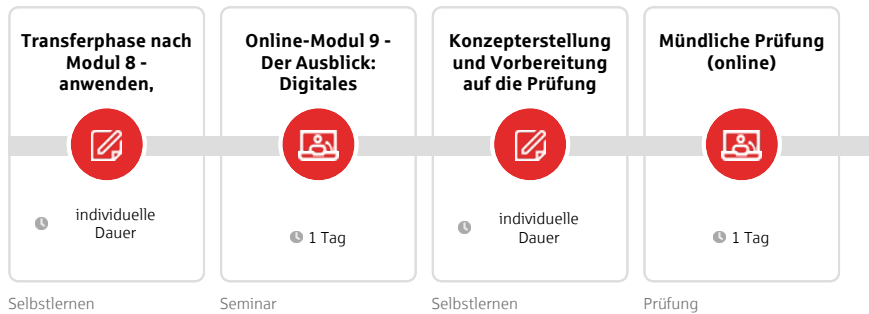 Transferphase nach
Modul 8 -
anwenden,
individuelle
Dauer
Selbstlernen
Online-Modul 9 -
Der Ausblick:
Digitales
1 Tag
Seminar
Konzepterstellung
und Vorbereitung
auf die Prüfung
individuelle
Dauer
Selbstlernen
Mündliche Prüfung
(online)
1 Tag
Prüfung